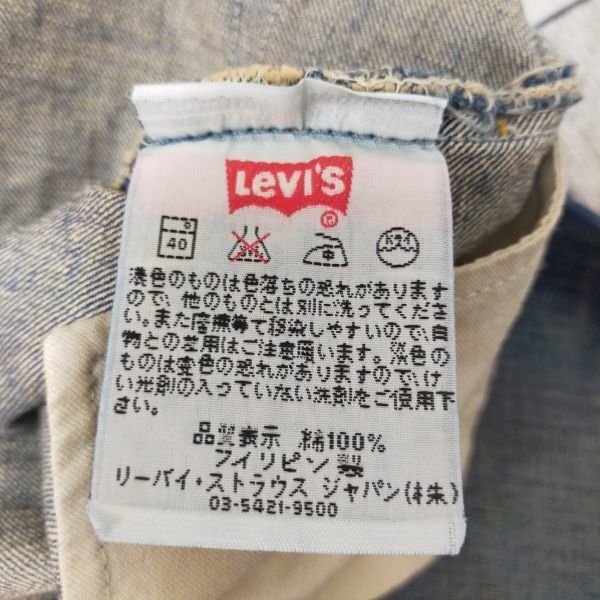 Levi's
®
40
濃色のものは色落ちの恐れがあります
ので、他のものとは別に洗ってくださ
い。また摩擦等で移染しやすいので、白
物との芝用はご注意願います。淡色の
ものは変色の恐れがありますので、け
い光剤の入っていない洗剤をご使用下
さい。
品質表示 綿100%
フィリピン製
リーバイ・ストラウス ジャパン(株)
03-5421-9500